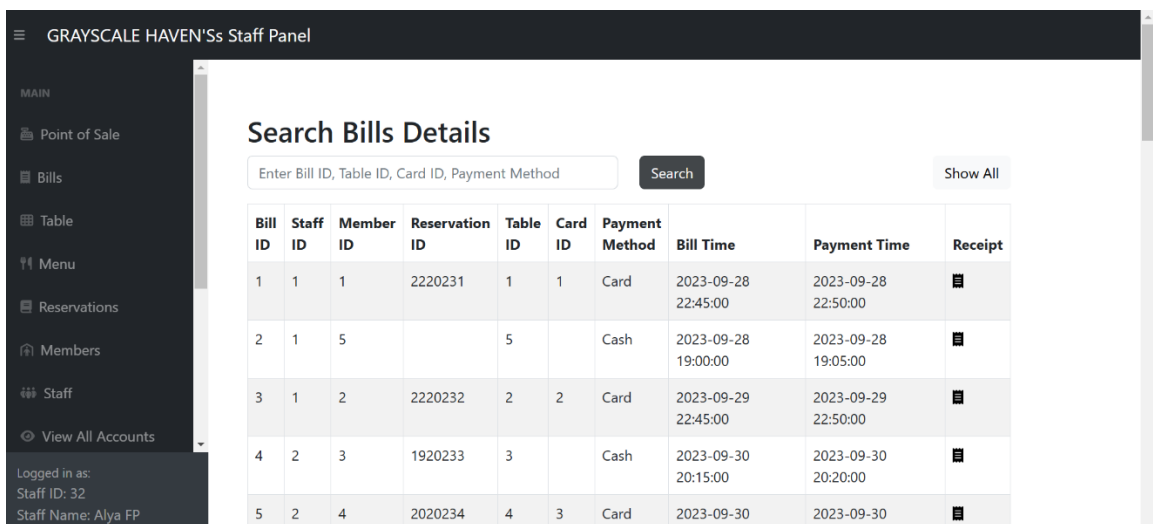 GRAYSCALE HAVEN'Ss Staff Panel
MAIN
Point of Sale
Bills
Table
Menu
Reservations
Members
Staff
View All Accounts
Logged in as:
Staff ID: 32
Staff Name: Alya FP
Search Bills Details
Enter Bill ID, Table ID, Card ID, Payment Method Search Show All
Bill ID Staff ID Member ID Reservation ID Table ID Card ID Payment Method Bill Time Payment Time Receipt
1 1 1 2220231 1 1 Card 2023-09-28 22:45:00 2023-09-28 22:50:00
2 1 5 5 Cash 2023-09-28 19:00:00 2023-09-28 19:05:00
3 1 2 2220232 2 2 Card 2023-09-29 22:45:00 2023-09-29 22:50:00
4 2 3 1920233 3 Cash 2023-09-30 20:15:00 2023-09-30 20:20:00
5 2 4 2020234 4 3 Card 2023-09-30 2023-09-30